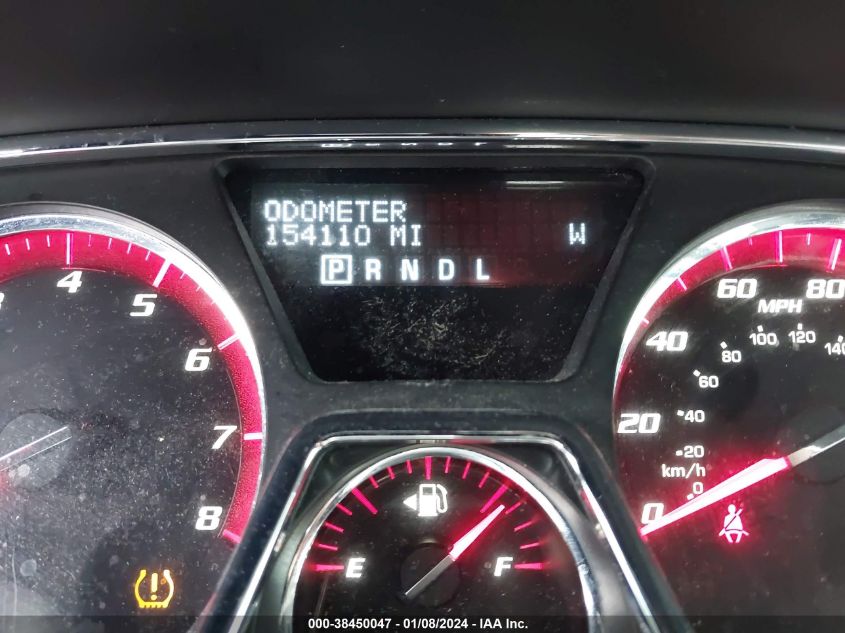 ODOMETER
154110 MI W
P R N D L
3 4 5 6 7 8
E F
0 20 40 60 80
MPH
0 20 40 60 80 100 120 140
km/h
000-38450047 - 01/08/2024 - IAA Inc.